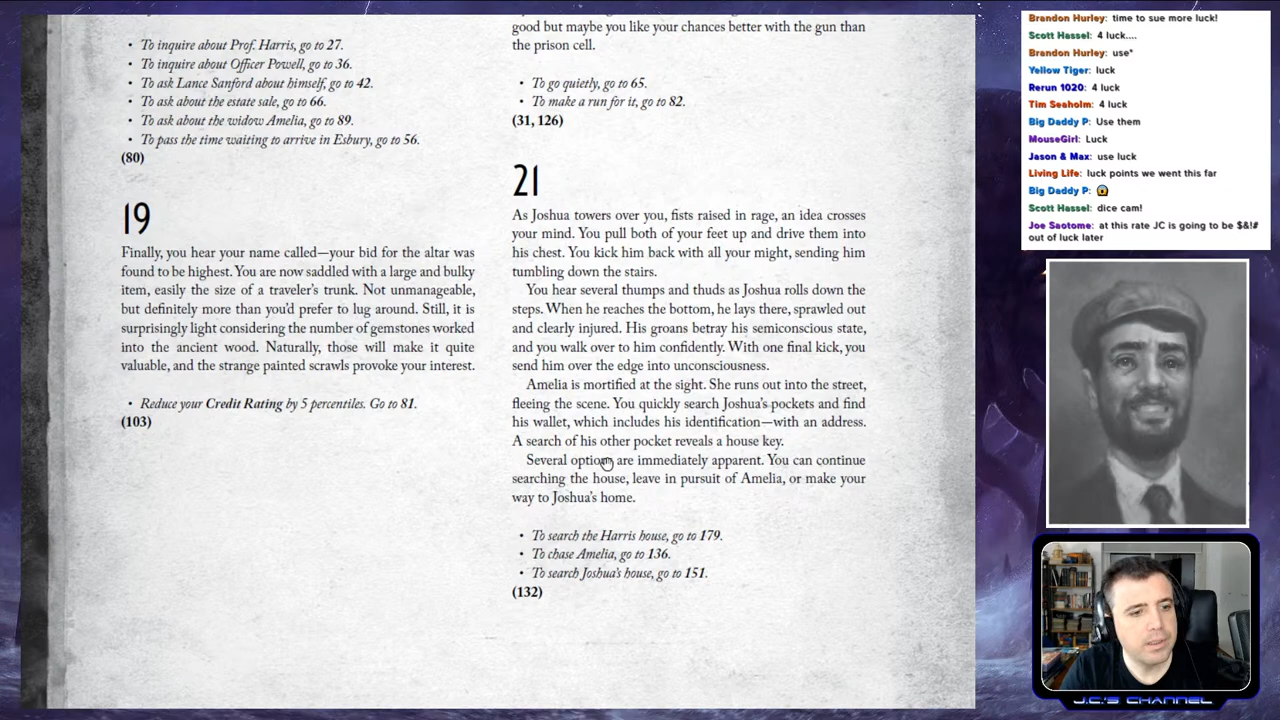 • To inquire about Prof. Harris, go to 27.
• To inquire about Officer Powell, go to 36.
• To ask Lance Sanford about himself, go to 42.
• To ask about the estate sale, go to 66.
• To ask about the widow Amelia, go to 89.
• To pass the time waiting to arrive in Esbury, go to 56.
(80)
19
Finally, you hear your name called—your bid for the altar was
found to be highest. You are now saddled with a large and bulky
item, easily the size of a traveler's trunk. Not unmanageable,
but definitely more than you'd prefer to lug around. Still, it is
surprisingly light considering the number of gemstones worked
into the ancient wood. Naturally, those will make it quite
valuable, and the strange painted scrawls provoke your interest.
• Reduce your Credit Rating by 5 percentiles. Go to 81.
(103)
good but maybe you like your chances better with the gun than
the prison cell.
• To go quietly, go to 65.
• To make a run for it, go to 82.
(31, 126)
21
As Joshua towers over you, fists raised in rage, an idea crosses
your mind. You pull both of your feet up and drive them into
his chest. You kick him back with all your might, sending him
tumbling down the stairs.
You hear several thumps and thuds as Joshua rolls down the
steps. When he reaches the bottom, he lays there, sprawled out
and clearly injured. His groans betray his semiconscious state,
and you walk over to him confidently. With one final kick, you
send him over the edge into unconsciousness.
Amelia is mortified at the sight. She runs out into the street,
fleeing the scene. You quickly search Joshua's pockets and find
his wallet, which includes his identification—with an address.
A search of his other pocket reveals a house key.
Several options are immediately apparent. You can continue
searching the house, leave in pursuit of Amelia, or make your
way to Joshua's home.
• To search the Harris house, go to 179.
• To chase Amelia, go to 136.
• To search Joshua's house, go to 151.
(132)
Brandon Hurley: time to sue more luck!
Scott Hassel: 4 luck....
Brandon Hurley: use*
Yellow Tiger: luck
Rerun 1020: 4 luck
Tim Seaholm: 4 luck
Big Daddy P: Use them
MouseGirl: Luck
Jason & Max: use luck
Living Life: luck points we went this far
Big Daddy P: 😱
Scott Hassel: dice cam!
Joe Saotome: at this rate JC is going to be $&!#
out of luck later
J.C.'S CHANNEL